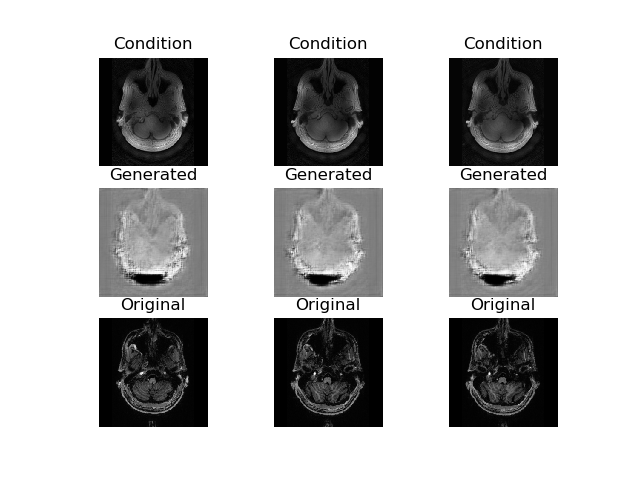 Condition Condition Condition
Generated Generated Generated
Original Original Original